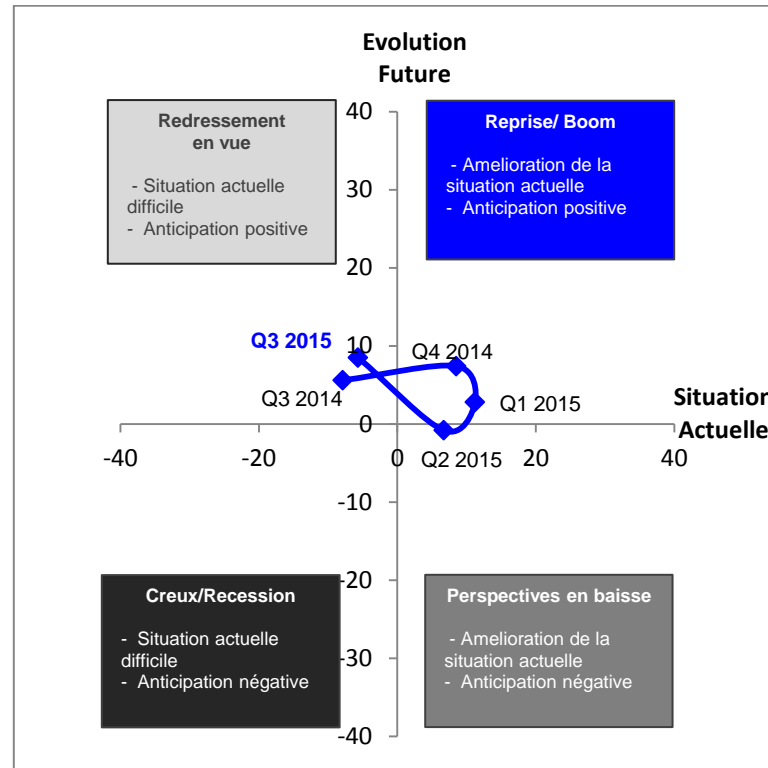 Evolution
Future
Redressement
en vue
- Situation actuelle
difficile
- Anticipation positive
Reprise/ Boom
- Amelioration de la
situation actuelle
- Anticipation positive
40
30
20
10
0
-10
-20
-30
-40
Q3 2015
Q4 2014
Q3 2014
Q1 2015
Q2 2015
Situation
Actuelle
-40
-20
0
20
40
Creux/Recession
- Situation actuelle
difficile
- Anticipation négative
Perspectives en baisse
- Amelioration de la
situation actuelle
- Anticipation négative